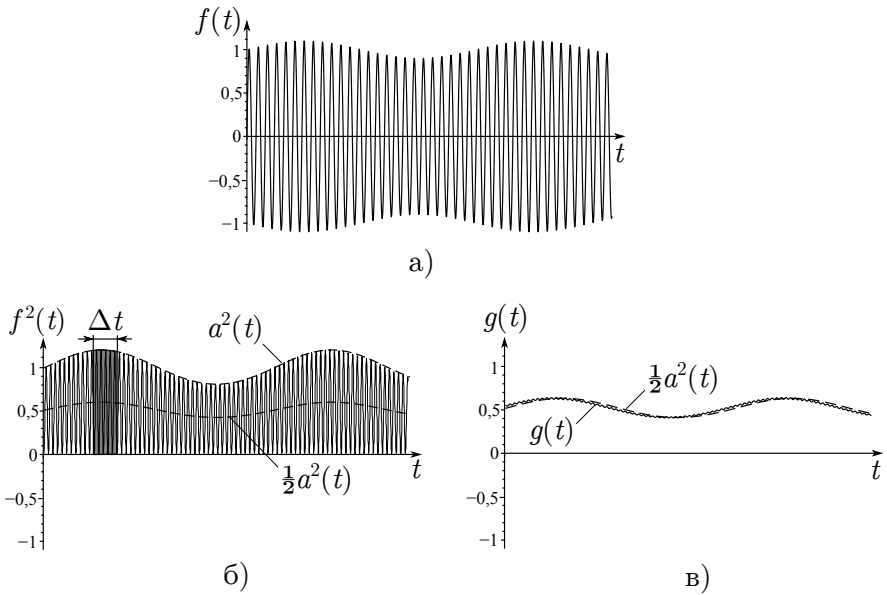 f(t)
1
0,5
0
−0,5
−1
t
а)
f²(t)
Δt
a²(t)
1
0,5
0
−0,5
−1
½a²(t)
t
б)
g(t)
1
0,5
0
−0,5
−1
½a²(t)
g(t)
t
в)